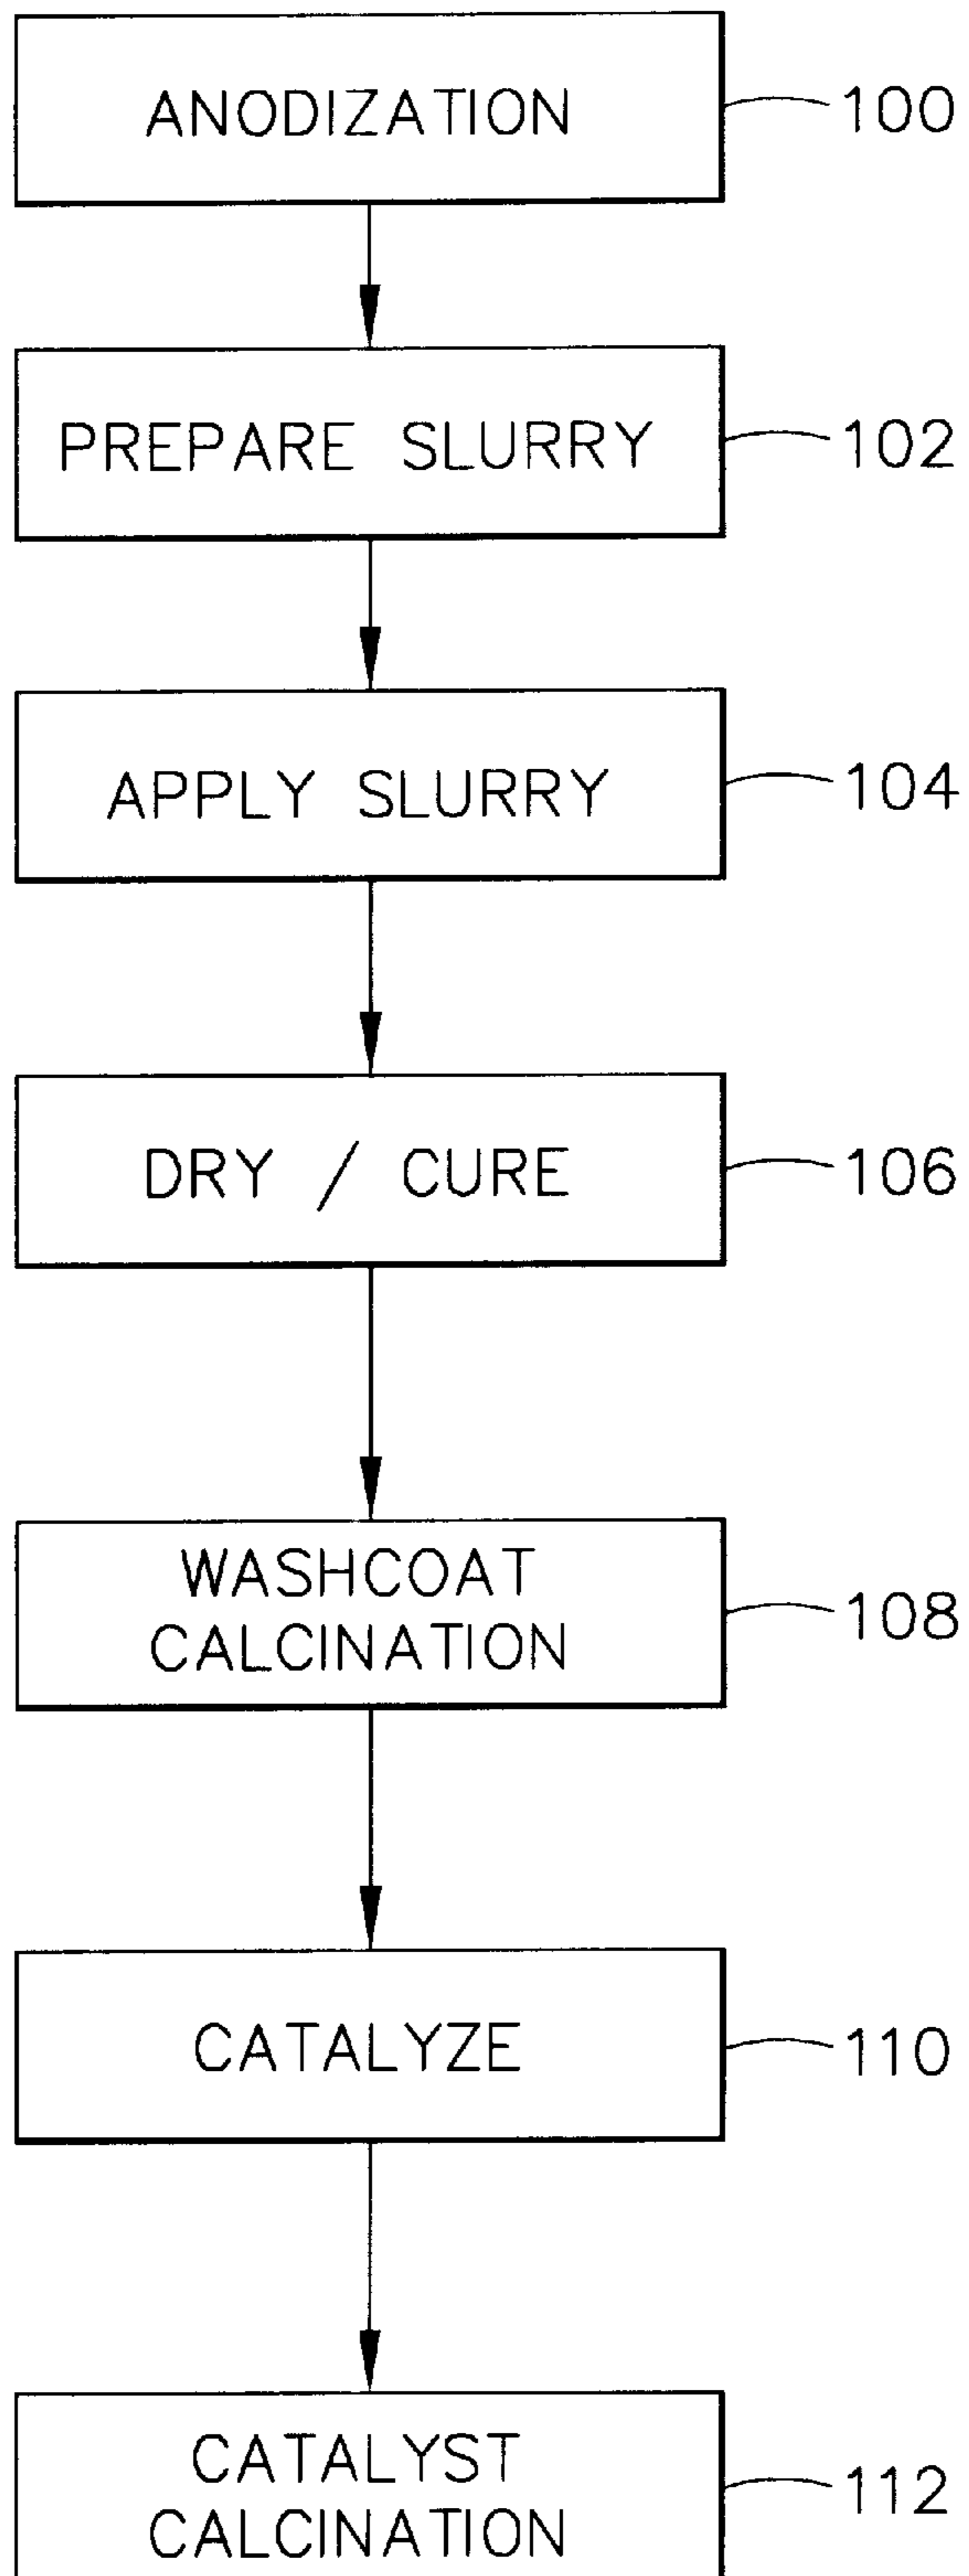 ANODIZATION
100
PREPARE SLURRY
102
APPLY SLURRY
104
DRY / CURE
106
WASHCOAT
CALCINATION
108
CATALYZE
110
CATALYST
CALCINATION
112